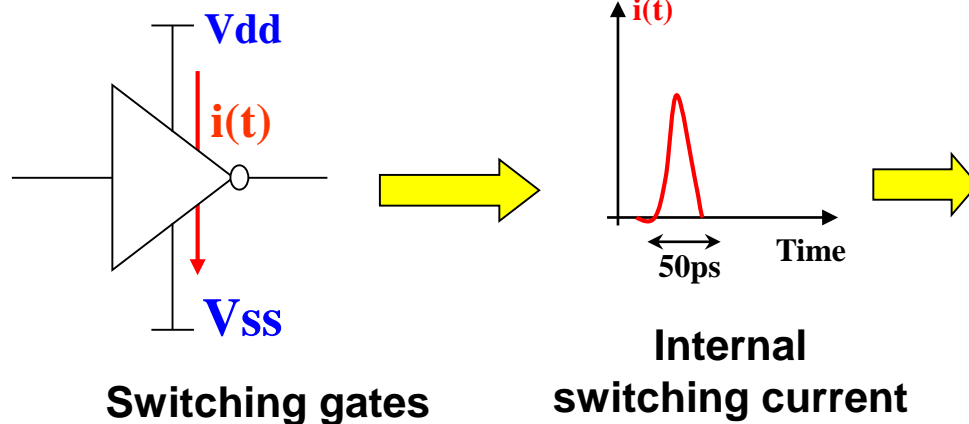 Vdd
i(t)
Vss
Switching gates
i(t)
Time
50ps
Internal
switching current